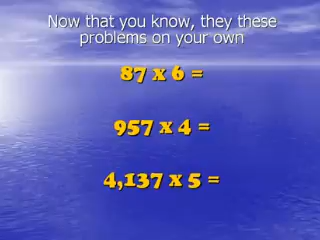 Now that you know, they these
problems on your own
87 x 6 =
957 x 4 =
4,137 x 5 =